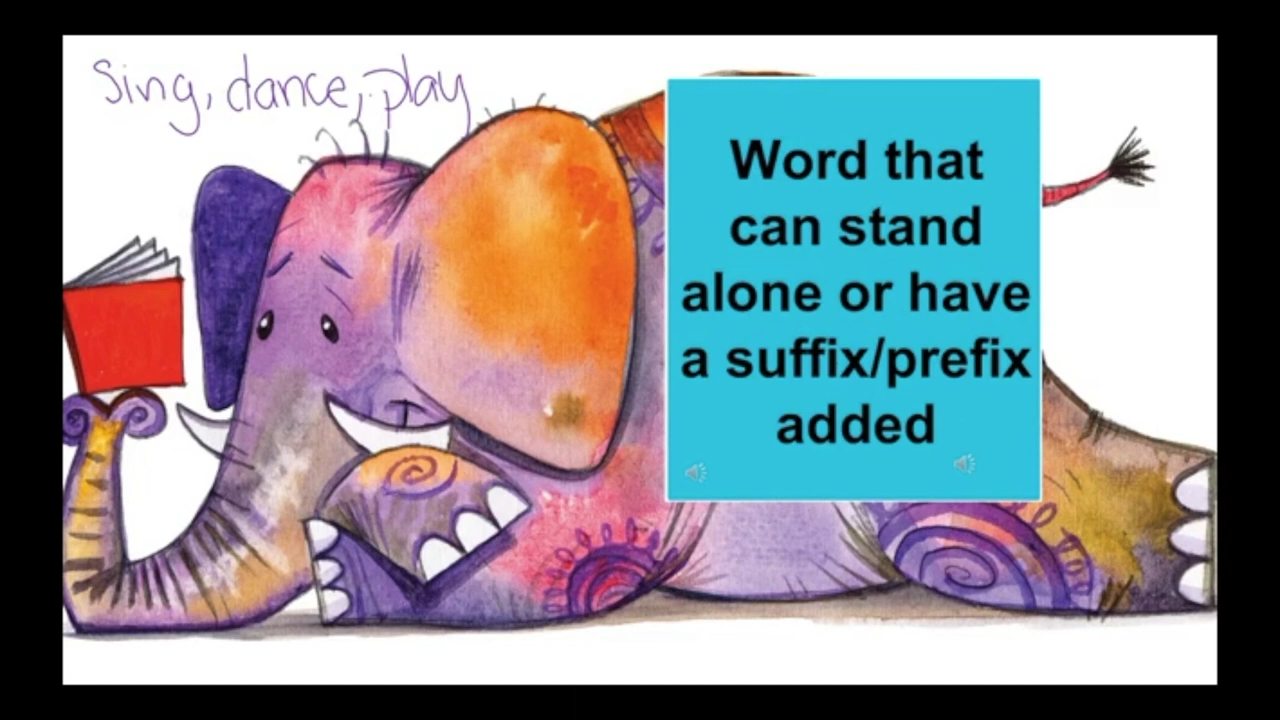 Sing, dance, play
Word that
can stand
alone or have
a suffix/prefix
added